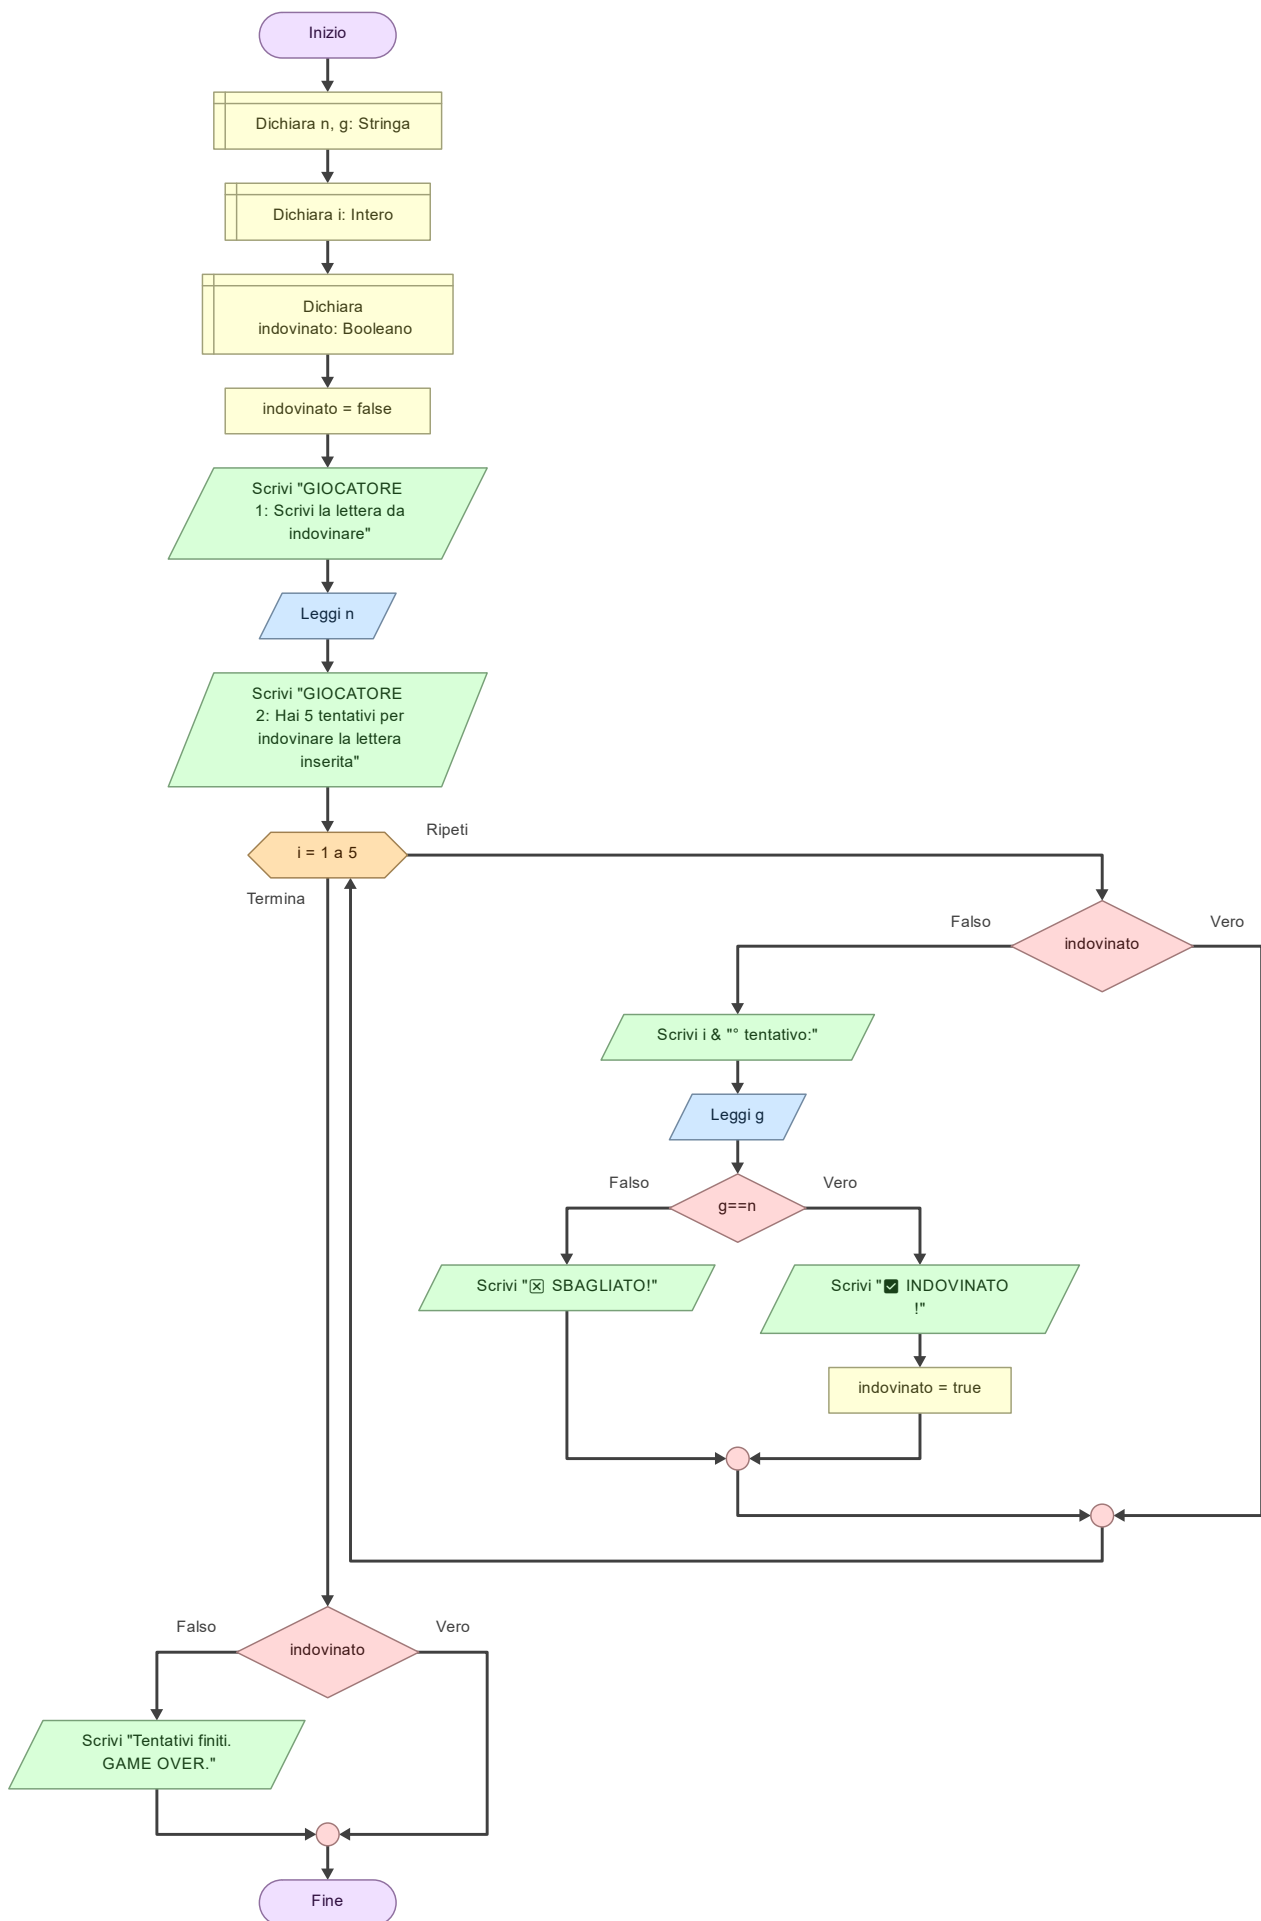 Inizio
Dichiara n, g: Stringa
Dichiara i: Intero
Dichiara
indovinato: Booleano
indovinato = false
Scrivi "GIOCATORE
1: Scrivi la lettera da
indovinare"
Leggi n
Scrivi "GIOCATORE
2: Hai 5 tentativi per
indovinare la lettera
inserita"
Ripeti
i = 1 a 5
Termina
Falso
Vero
indovinato
Scrivi i & "° tentativo:"
Leggi g
Falso
Vero
g==n
Scrivi "❎ SBAGLIATO!"
Scrivi "✅ INDOVINATO
!"
indovinato = true
Falso
Vero
indovinato
Scrivi "Tentativi finiti.
GAME OVER."
Fine